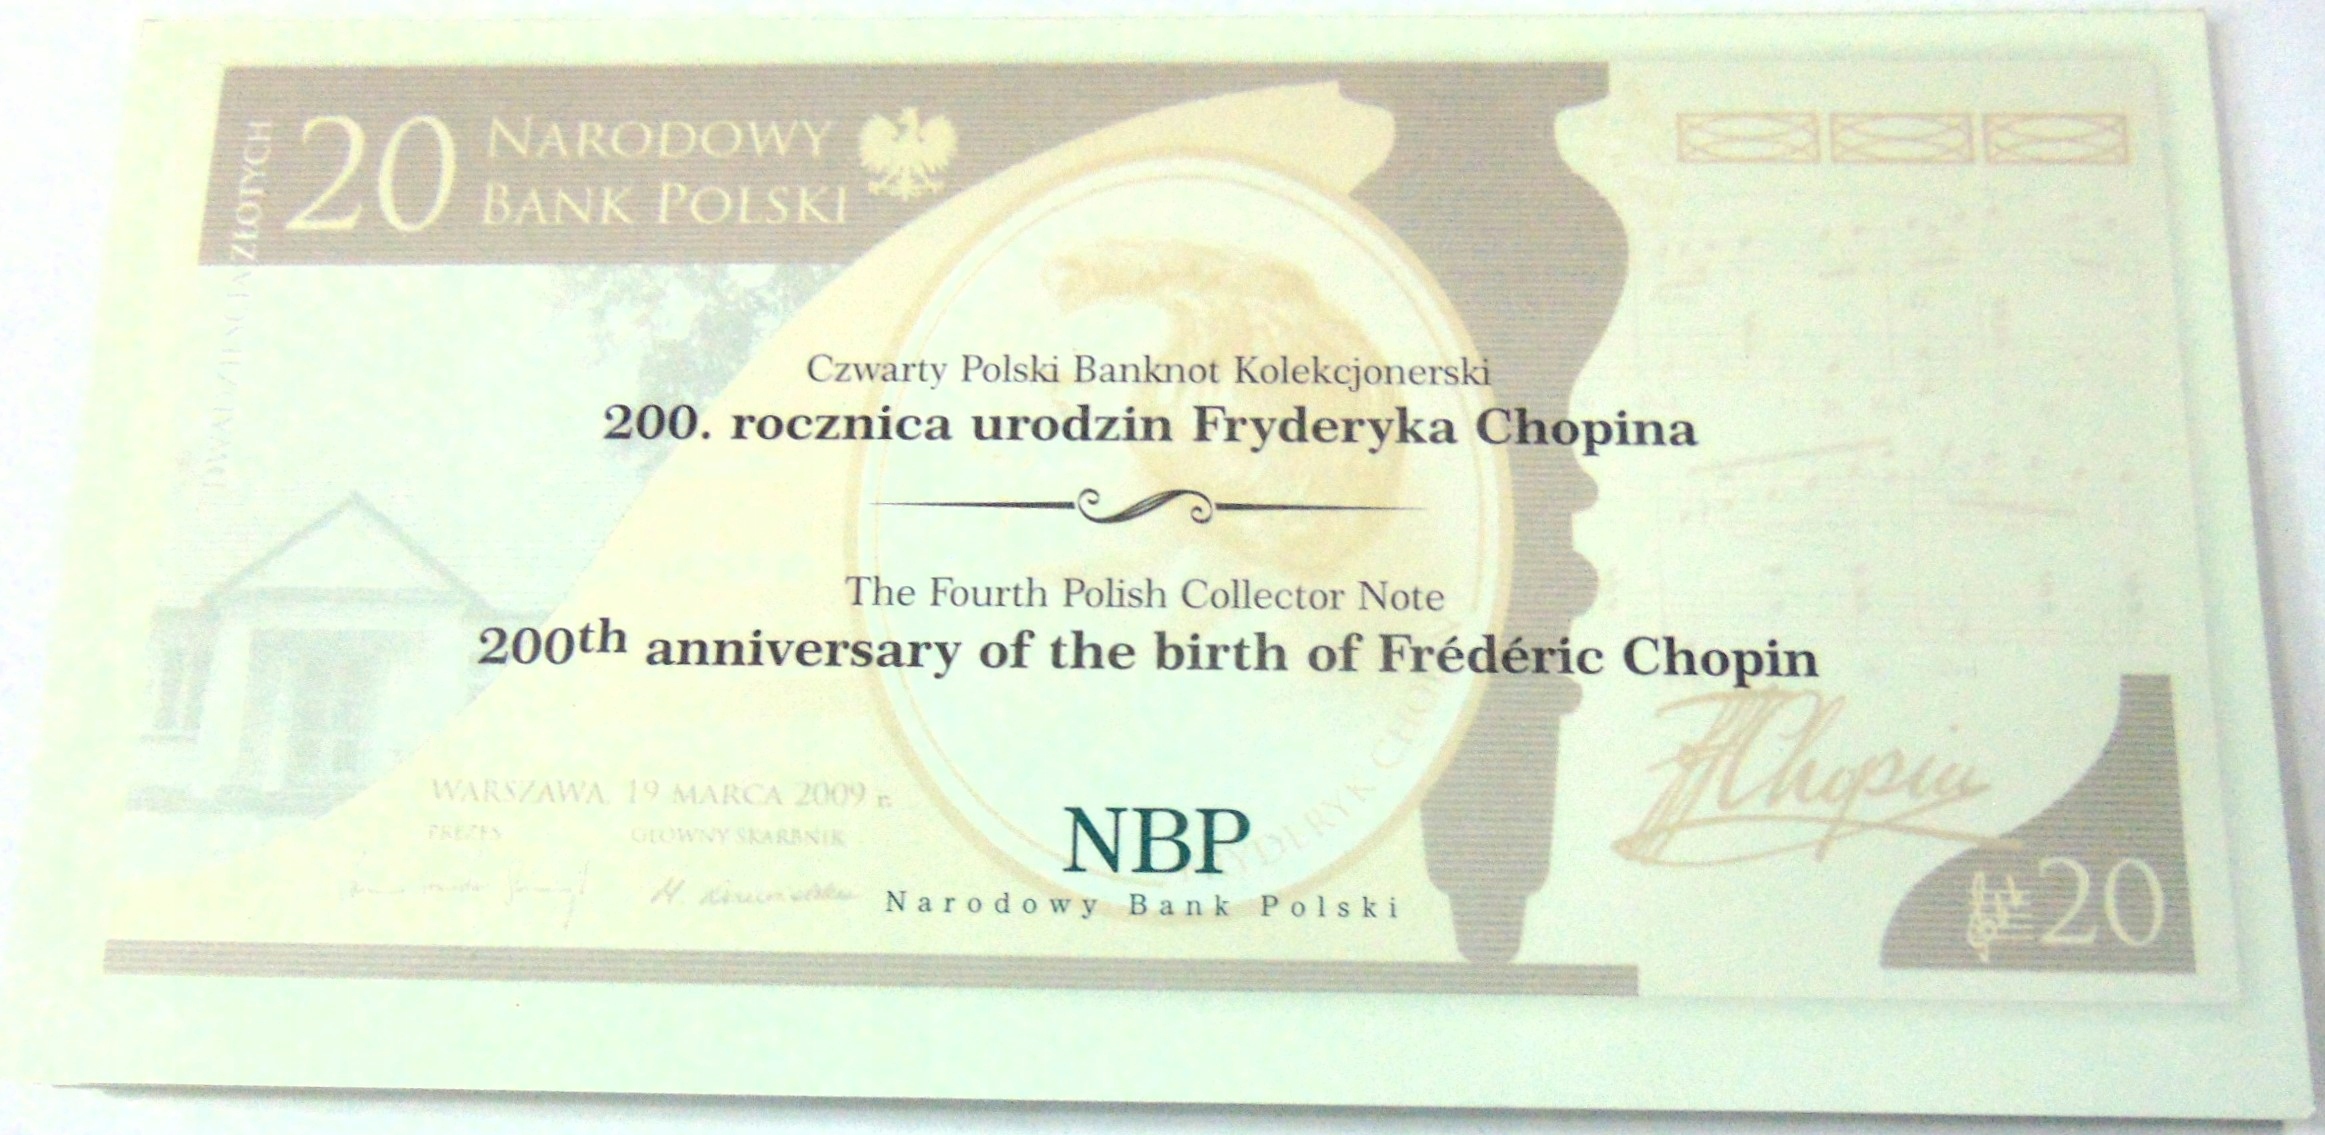 ZŁOTYCH
20
NARODOWY
BANK POLSKI
Czwarty Polski Banknot Kolekcjonerski
200. rocznica urodzin Fryderyka Chopina
The Fourth Polish Collector Note
200th anniversary of the birth of Frédéric Chopin
FRYDERYK CHOPIN
WARSZAWA, 19 MARCA 2009 r.
PREZES
GŁÓWNY SKARBNIK
NBP
Narodowy Bank Polski
FFChopin
20